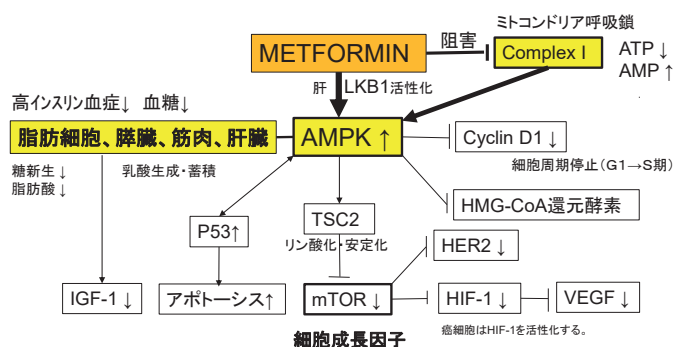 ミトコンドリア呼吸鎖
METFORMIN
阻害
Complex I
ATP↓
AMP↑
肝
LKB1活性化
高インスリン血症↓ 血糖↓
脂肪細胞、膵臓、筋肉、肝臓
AMPK ↑
Cyclin D1↓
糖新生↓
脂肪酸↓
乳酸生成・蓄積
細胞周期停止(G1→S期)
HMG-CoA還元酵素
P53↑
TSC2
リン酸化・安定化
HER2↓
IGF-1↓
アポトーシス↑
mTOR↓
HIF-1↓
VEGF↓
癌細胞はHIF-1を活性化する。
細胞成長因子